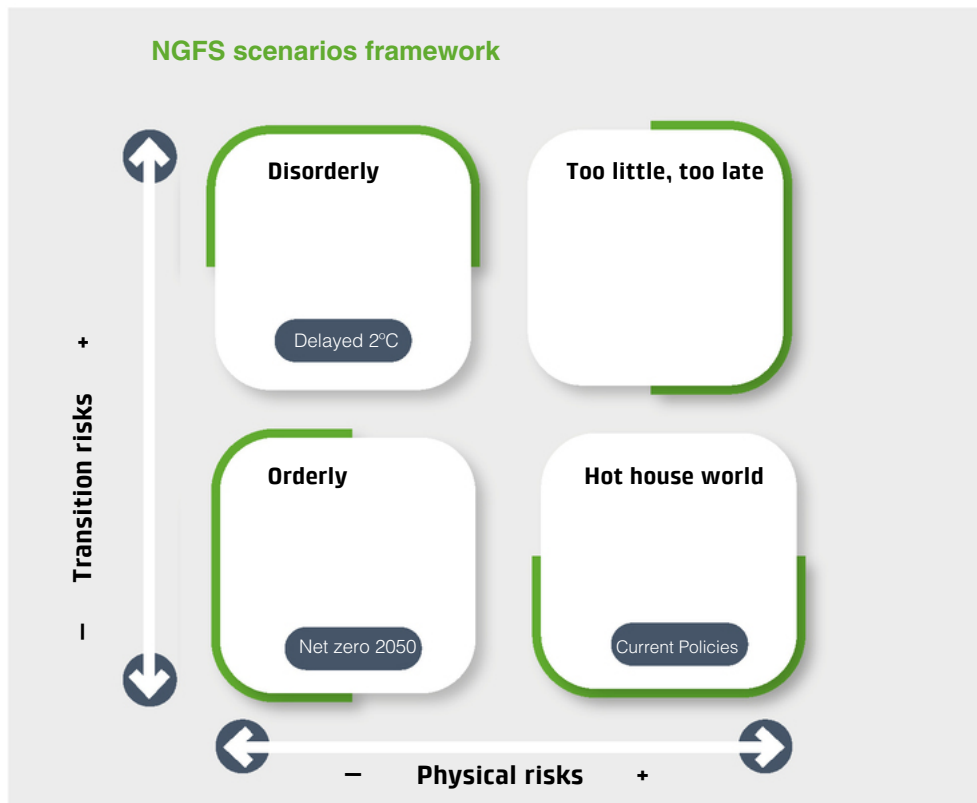 NGFS scenarios framework
Disorderly
Too little, too late
Delayed 2ºC
+
Transition risks
–
Orderly
Hot house world
Net zero 2050
Current Policies
– Physical risks +